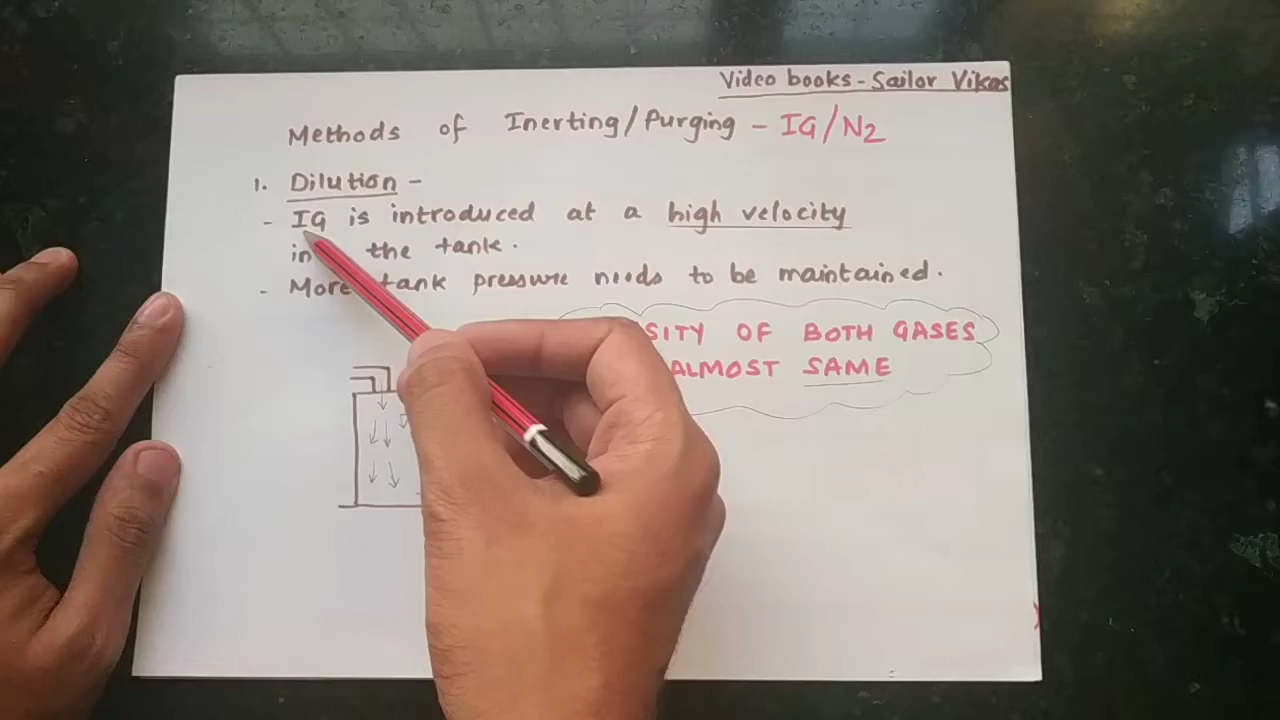 Video books - Sailor Vikas
Methods of Inerting/Purging - IG/N2
1. Dilution -
- IG is introduced at a high velocity
in the tank.
- More tank pressure needs to be maintained.
OF BOTH GASES
ALMOST SAME